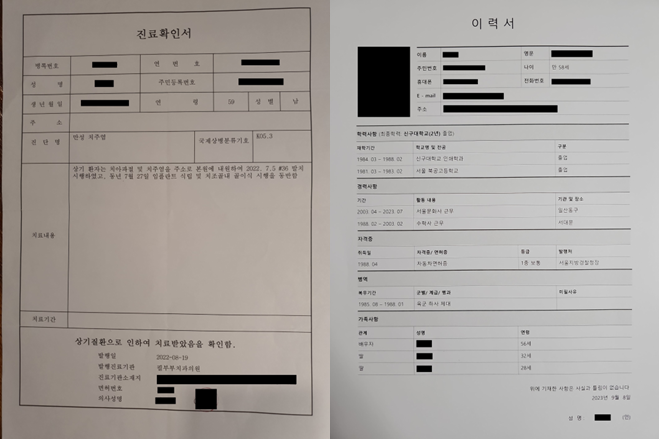 진료확인서
병록번호
연 번 호
성 명
주민등록번호
생년월일
연 령
59
성 별
남
주 소
진 단 명
만성 치주염
국제상병분류기호
K05.3
치료내용
상기 환자는 치아파절 및 치주염을 주소로 본원에 내원하여 2022. 7.5 #36 발치
시행하였고, 동년 7월 27일 임플란트 식립 및 치조골내 골이식 시행을 동반함
치료기간
상기질환으로 인하여 치료받았음을 확인함.
발행일
2022-08-19
발행진료기관
진료기관소재지
면허번호
의사성명
이력서
이름
영문
주민번호
나이
만 58세
휴대폰
전화번호
E - mail
주소
학력사항 (최종학력: 신구대학교(2년) 졸업)
재학기간
학교명 및 전공
구분
1984. 03 – 1988. 02
신구대학교 인쇄학과
졸업
1981. 03 – 1983. 02
서울 북공고등학교
졸업
경력사항
기간
활동 내용
기관 및 장소
2003. 04 – 2023. 07
서울문화사 근무
일산동구
1988. 02 – 2003. 02
근무
서대문
자격증
취득일
자격증/ 면허증
등급
발행처
1988. 04
자동차면허증
1종 보통
서울지방경찰청장
병역
복무기간
군별/ 계급/ 병과
미필사유
1985. 08 – 1988. 01
육군 하사 제대
가족사항
관계
성명
연령
배우자
56세
딸
32세
딸
28세
위에 기재한 사항은 사실과 틀림이 없습니다.
2023년 9월 8일
성 명 :
(인)